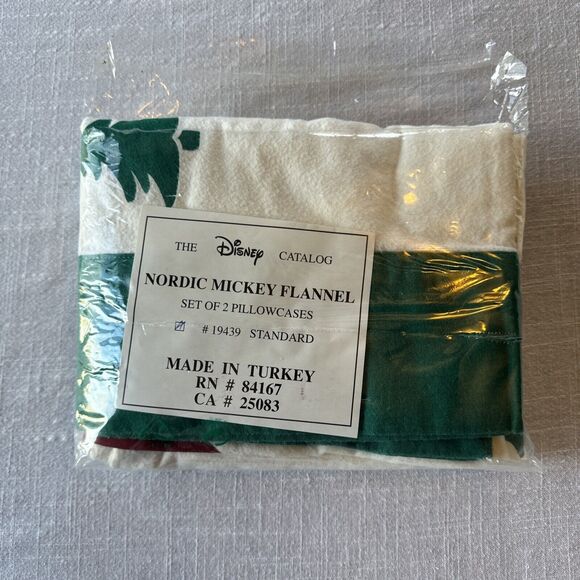 THE Disney CATALOG
NORDIC MICKEY FLANNEL
SET OF 2 PILLOWCASES
# 19439 STANDARD
MADE IN TURKEY
RN # 84167
CA # 25083